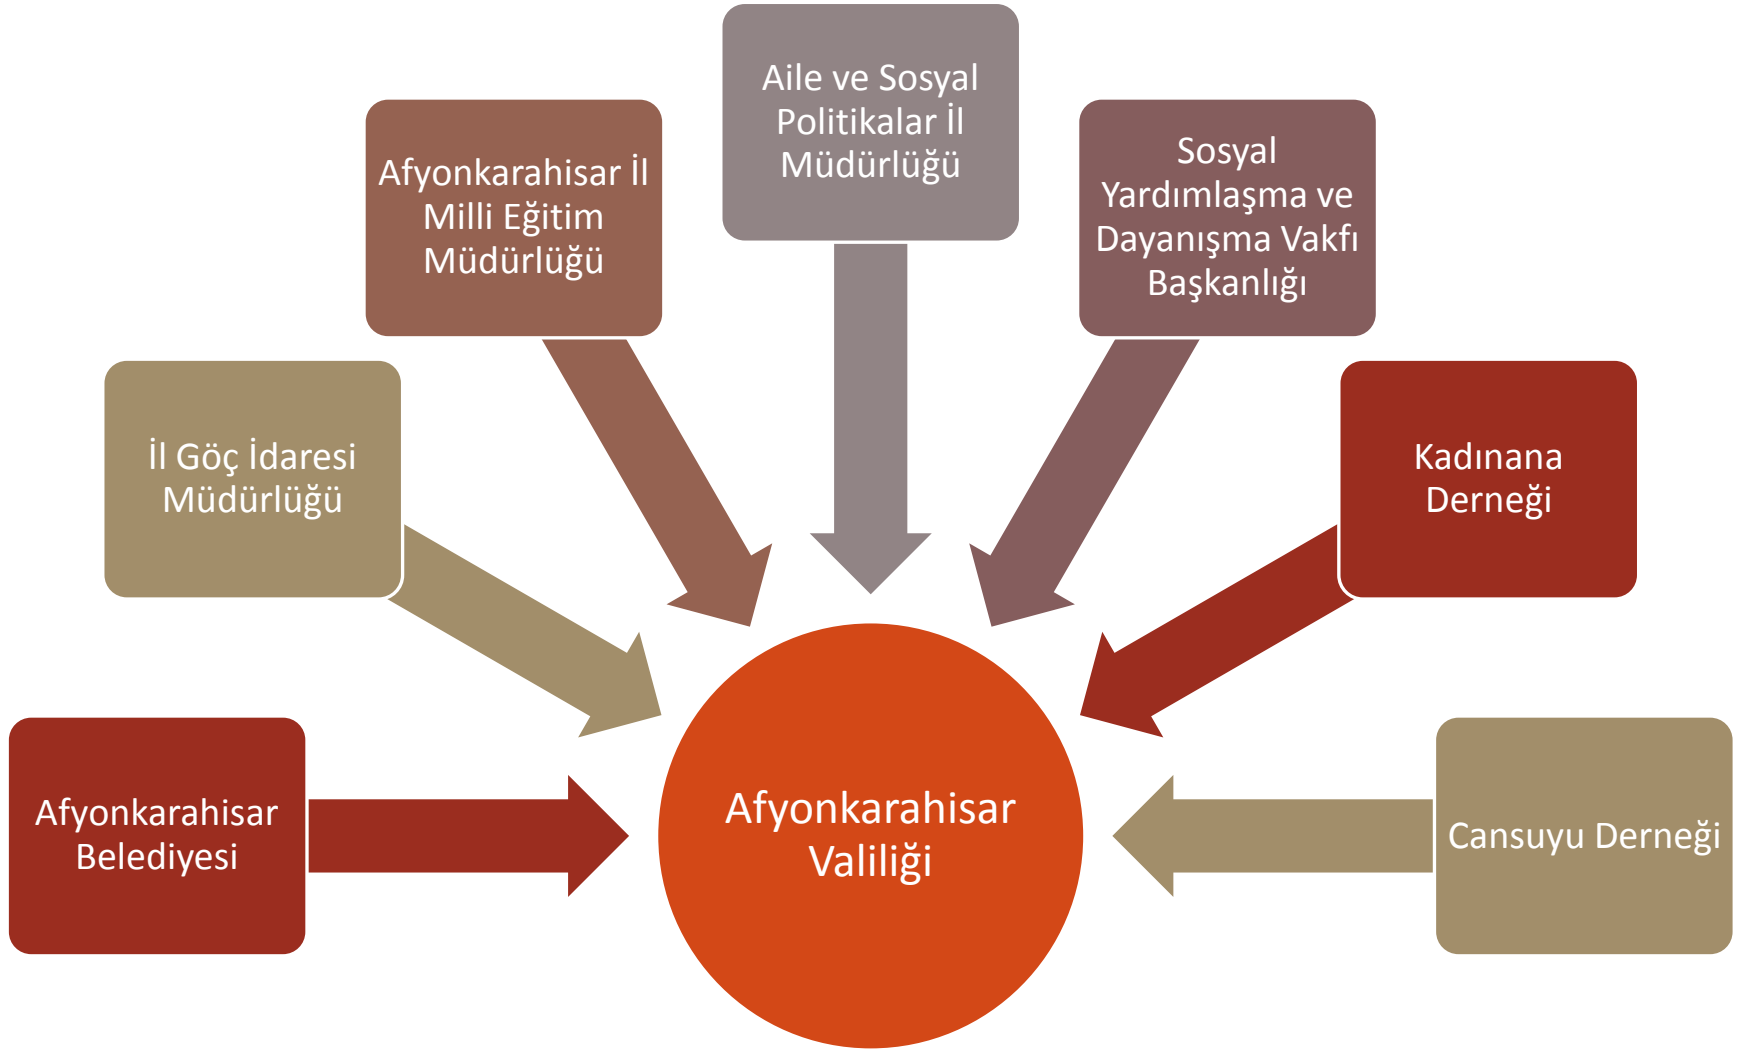 Aile ve Sosyal
Politikalar İl
Müdürlüğü
Afyonkarahisar İl
Milli Eğitim
Müdürlüğü
Sosyal
Yardımlaşma ve
Dayanışma Vakfı
Başkanlığı
İl Göç İdaresi
Müdürlüğü
Kadınana
Derneği
Afyonkarahisar
Belediyesi
Afyonkarahisar
Valiliği
Cansuyu Derneği